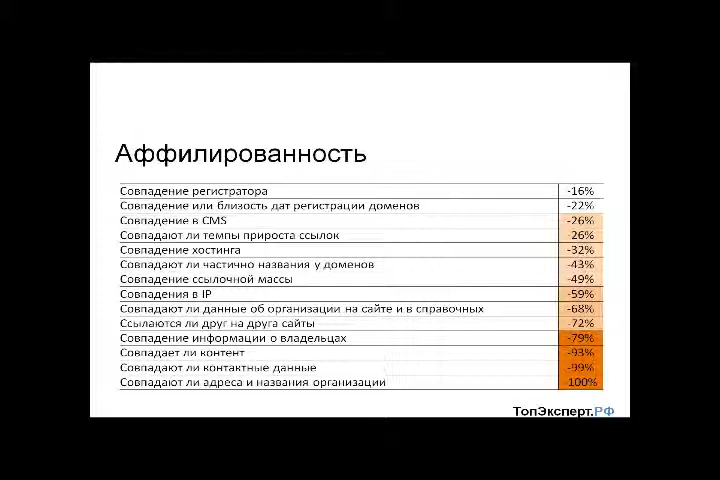 Аффилированность
Совпадение регистратора -16%
Совпадение или близость дат регистрации доменов -22%
Совпадение в CMS -26%
Совпадают ли темпы прироста ссылок -26%
Совпадение хостинга -32%
Совпадают ли частично названия у доменов -43%
Совпадение ссылочной массы -49%
Совпадения в IP -59%
Совпадают ли данные об организации на сайте и в справочных -68%
Ссылаются ли друг на друга сайты -72%
Совпадение информации о владельцах -79%
Совпадает ли контент -93%
Совпадают ли контактные данные -99%
Совпадают ли адреса и названия организации -100%
ТопЭксперт.РФ